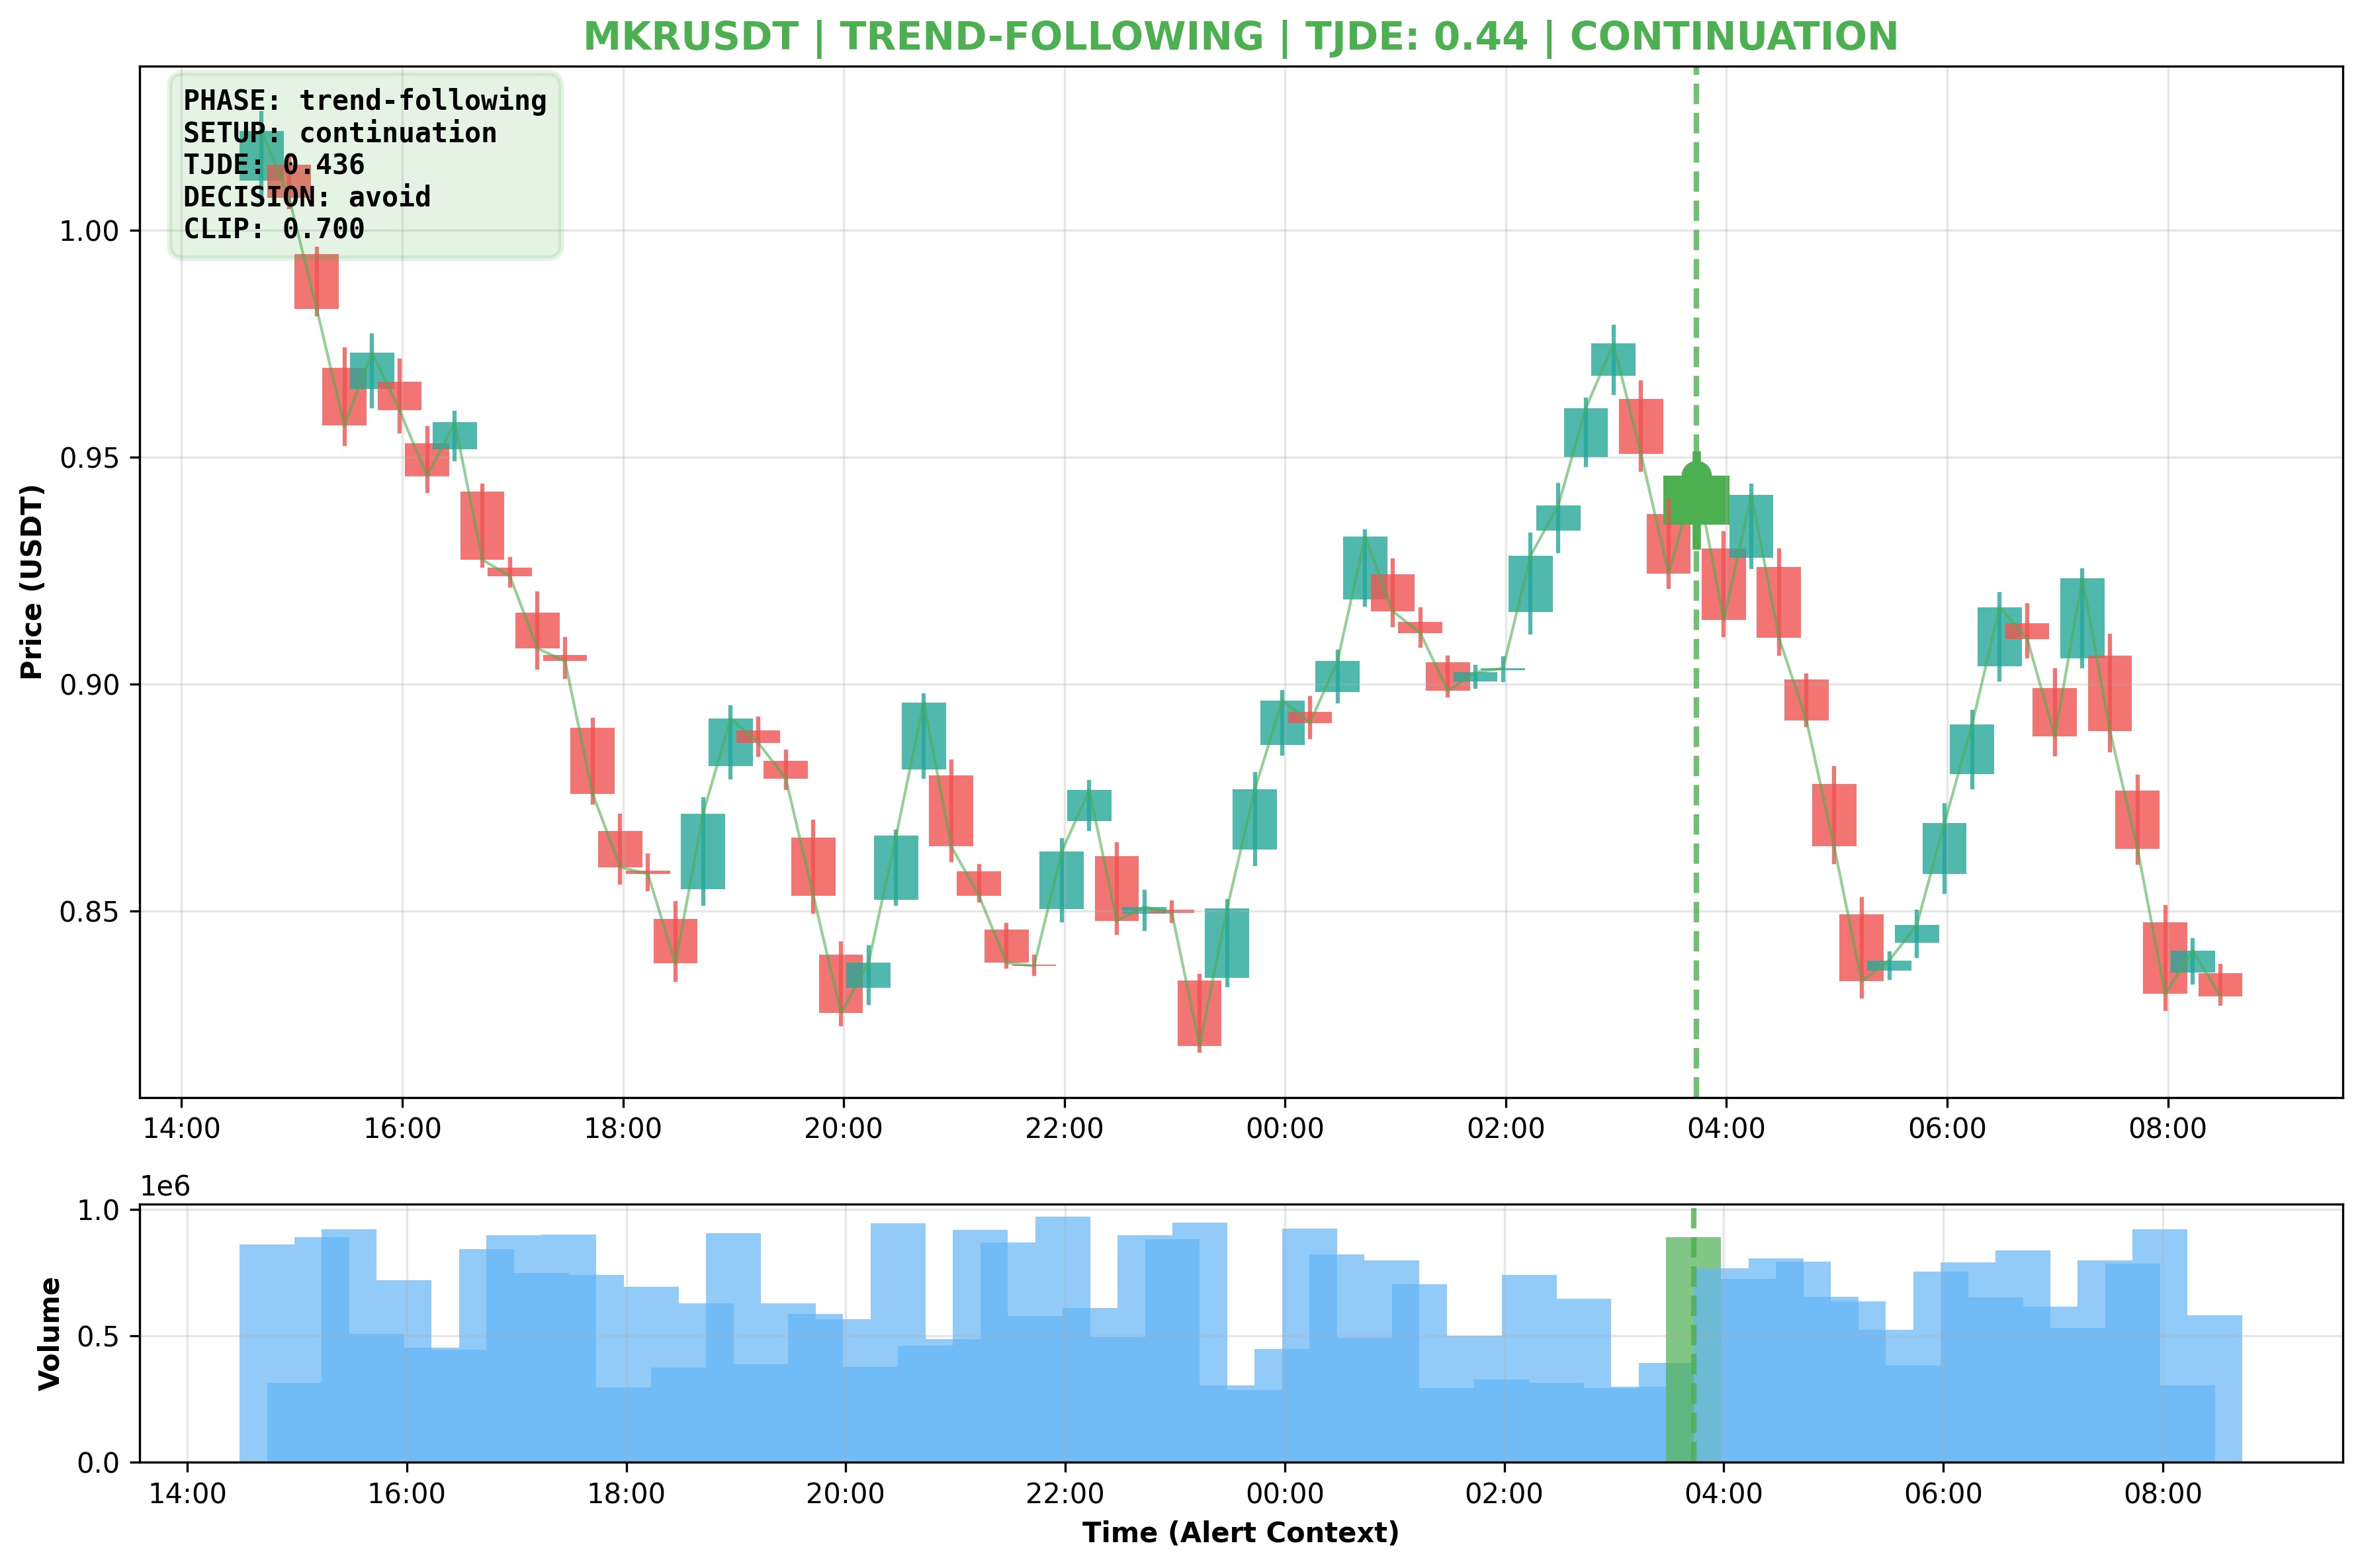 MKRUSDT | TREND-FOLLOWING | TJDE: 0.44 | CONTINUATION
PHASE: trend-following
SETUP: continuation
TJDE: 0.436
DECISION: avoid
CLIP: 0.700
1.00
0.95
0.90
0.85
Price (USDT)
14:00 16:00 18:00 20:00 22:00 00:00 02:00 04:00 06:00 08:00
1e6
1.0
0.5
0.0
Volume
14:00 16:00 18:00 20:00 22:00 00:00 02:00 04:00 06:00 08:00
Time (Alert Context)